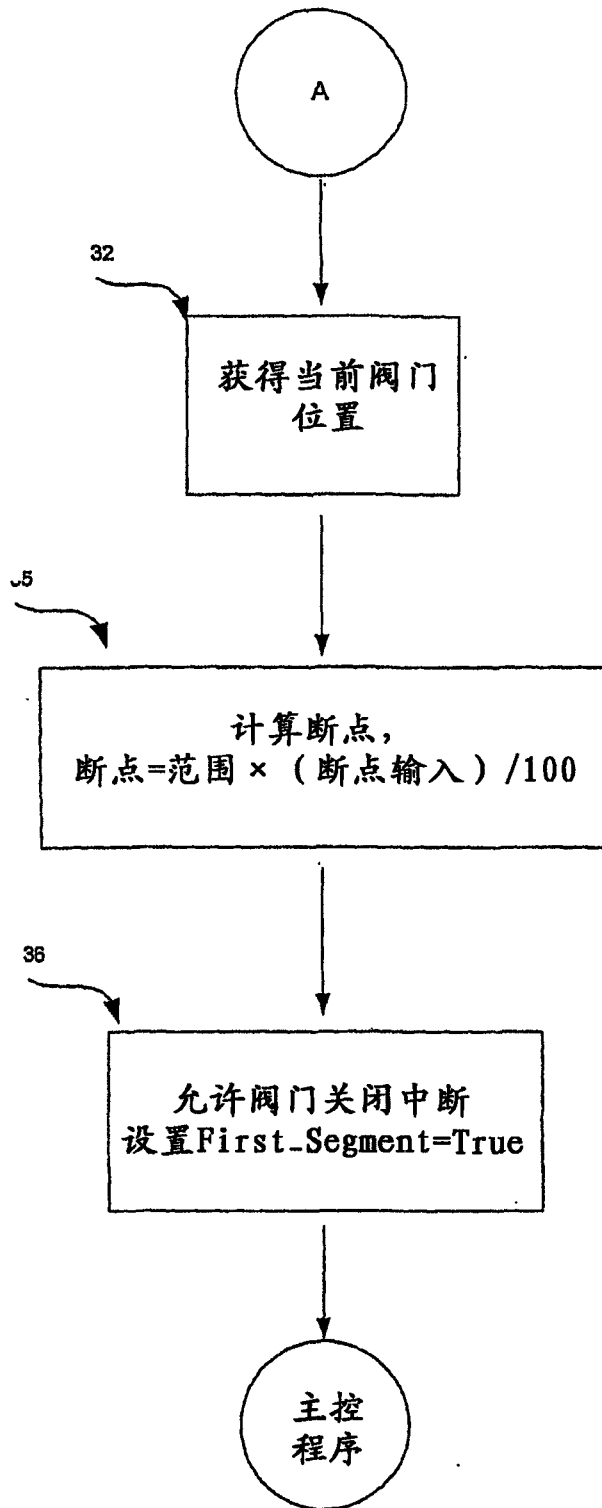 A
32
获得当前阀门
位置
计算断点，
断点=范围×（断点输入）/100
36
允许阀门关闭中断
设置First_Segment=True
主控
程序